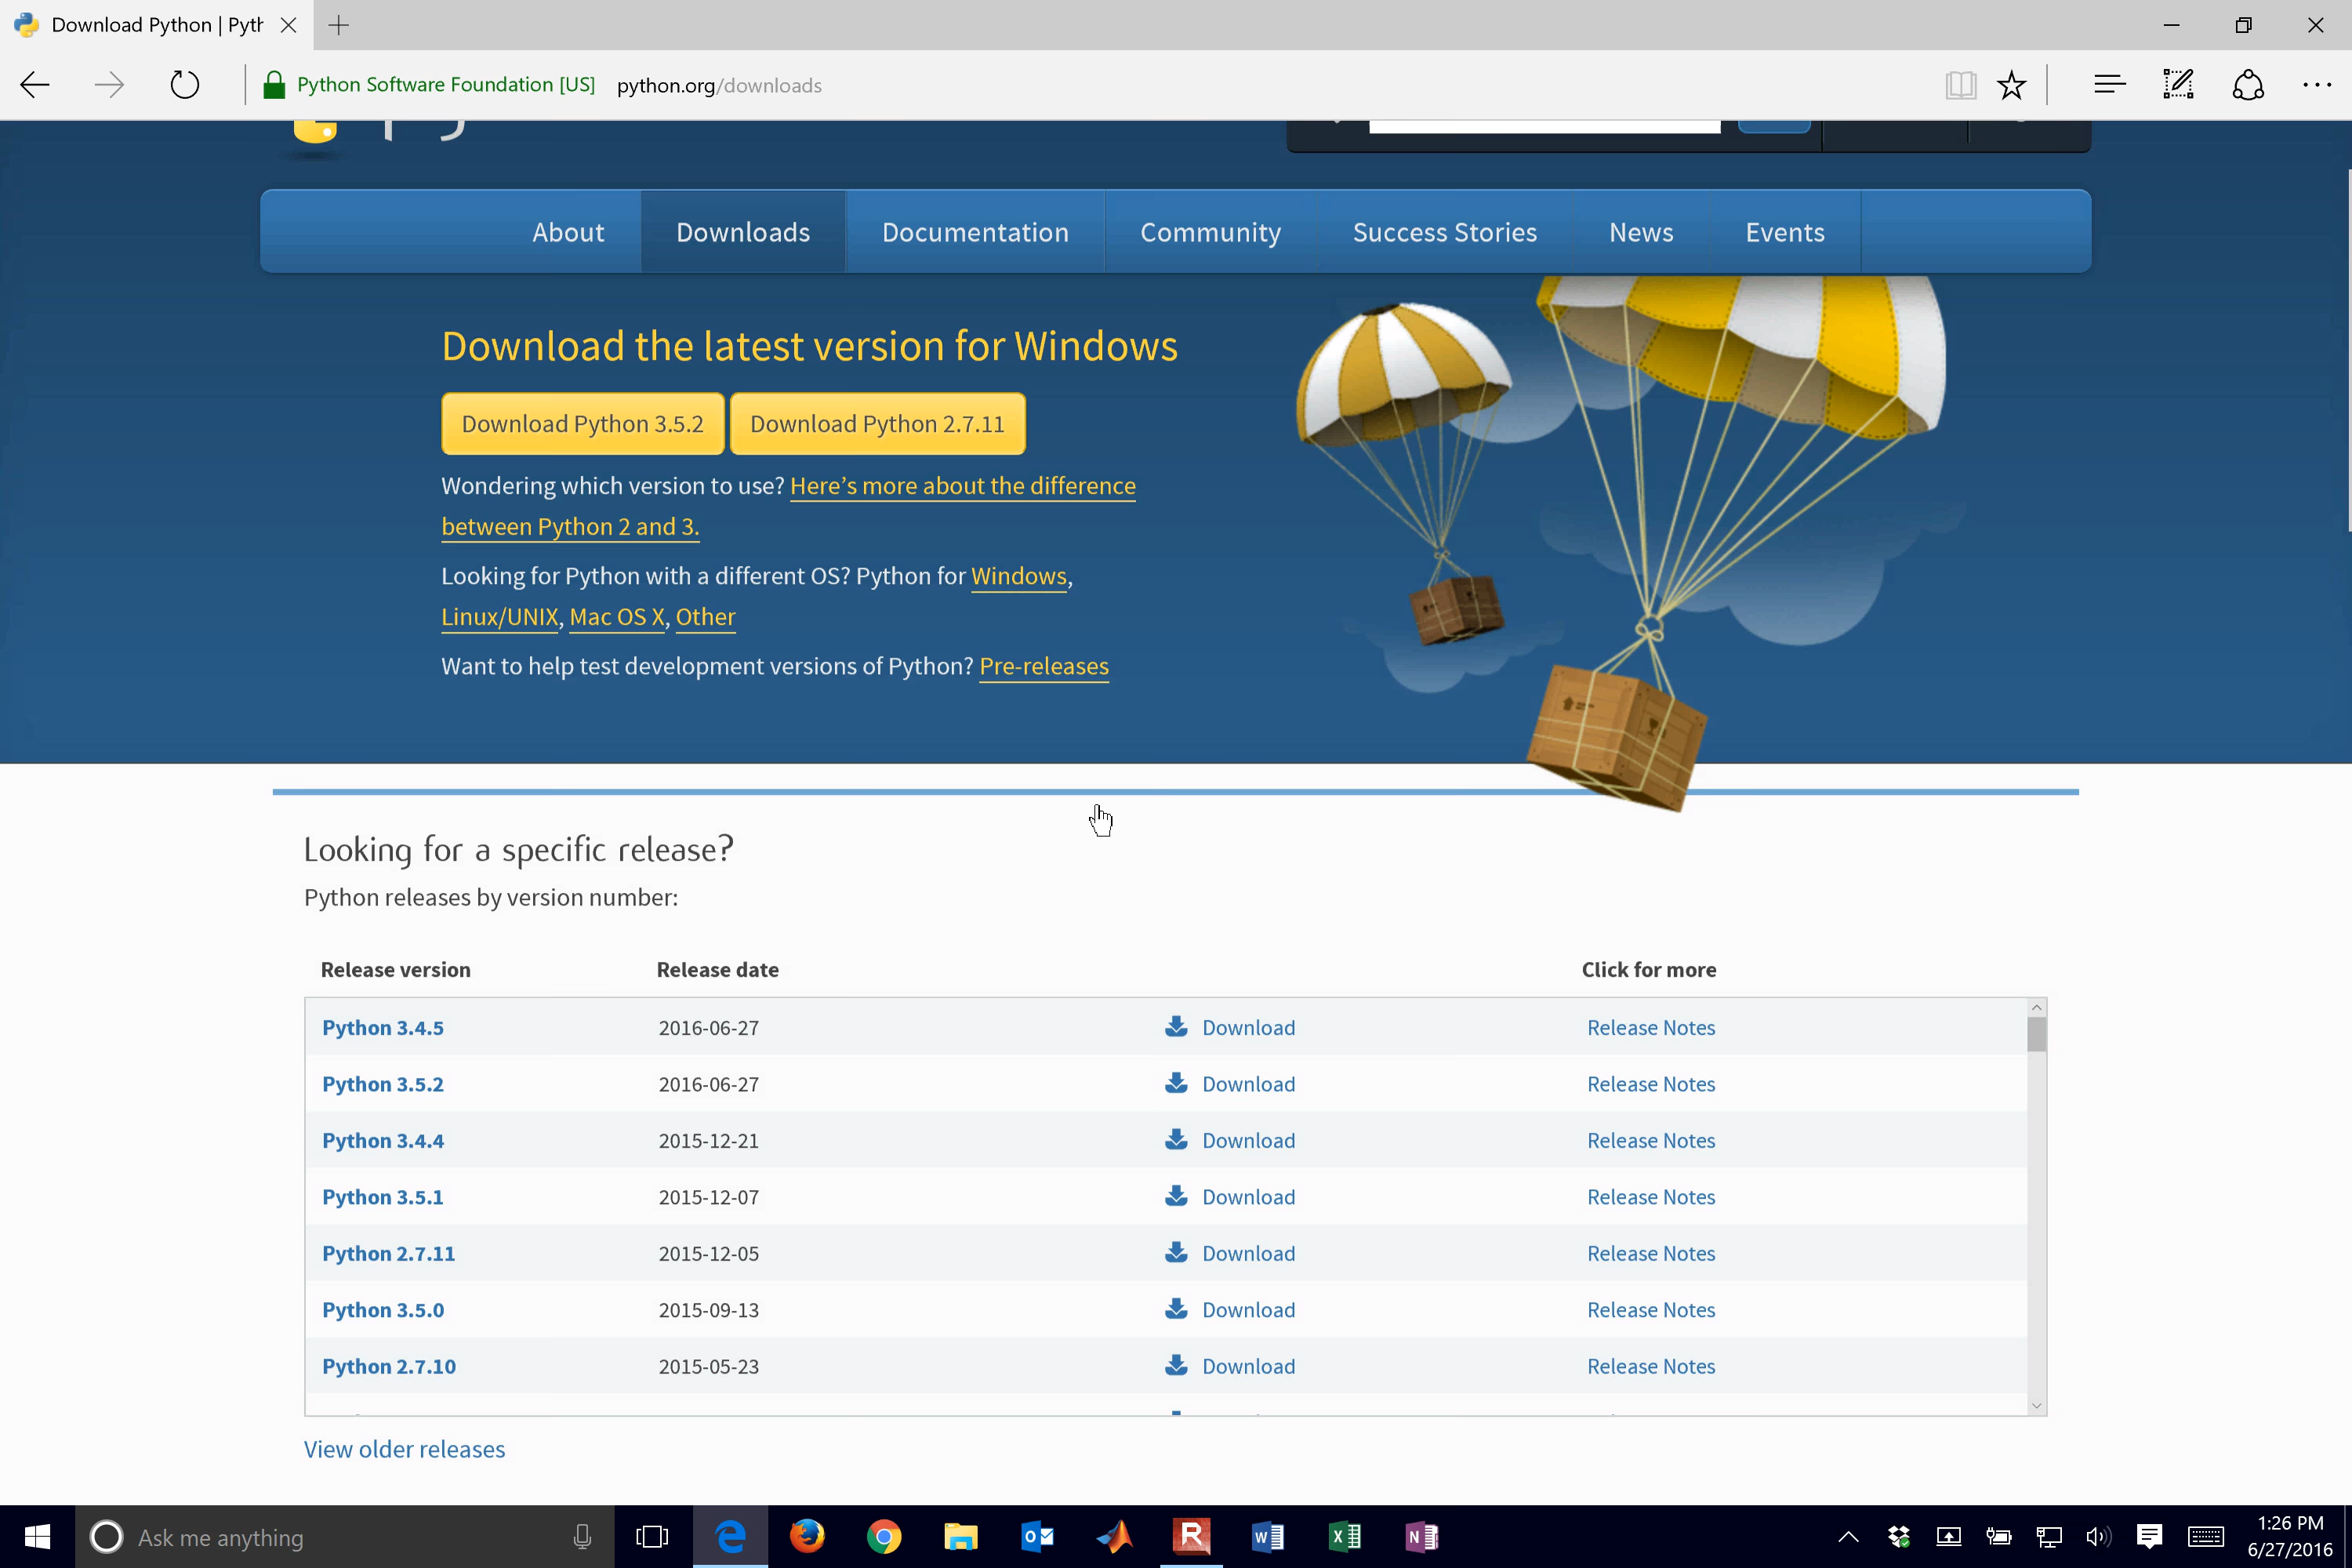 Download Python | Pyth
Python Software Foundation [US] python.org/downloads
About Downloads Documentation Community Success Stories News Events
Download the latest version for Windows
Download Python 3.5.2 Download Python 2.7.11
Wondering which version to use? Here's more about the difference
between Python 2 and 3.
Looking for Python with a different OS? Python for Windows,
Linux/UNIX, Mac OS X, Other
Want to help test development versions of Python? Pre-releases
Looking for a specific release?
Python releases by version number:
Release version Release date Click for more
Python 3.4.5 2016-06-27 Download Release Notes
Python 3.5.2 2016-06-27 Download Release Notes
Python 3.4.4 2015-12-21 Download Release Notes
Python 3.5.1 2015-12-07 Download Release Notes
Python 2.7.11 2015-12-05 Download Release Notes
Python 3.5.0 2015-09-13 Download Release Notes
Python 2.7.10 2015-05-23 Download Release Notes
View older releases
Ask me anything
1:26 PM
6/27/2016